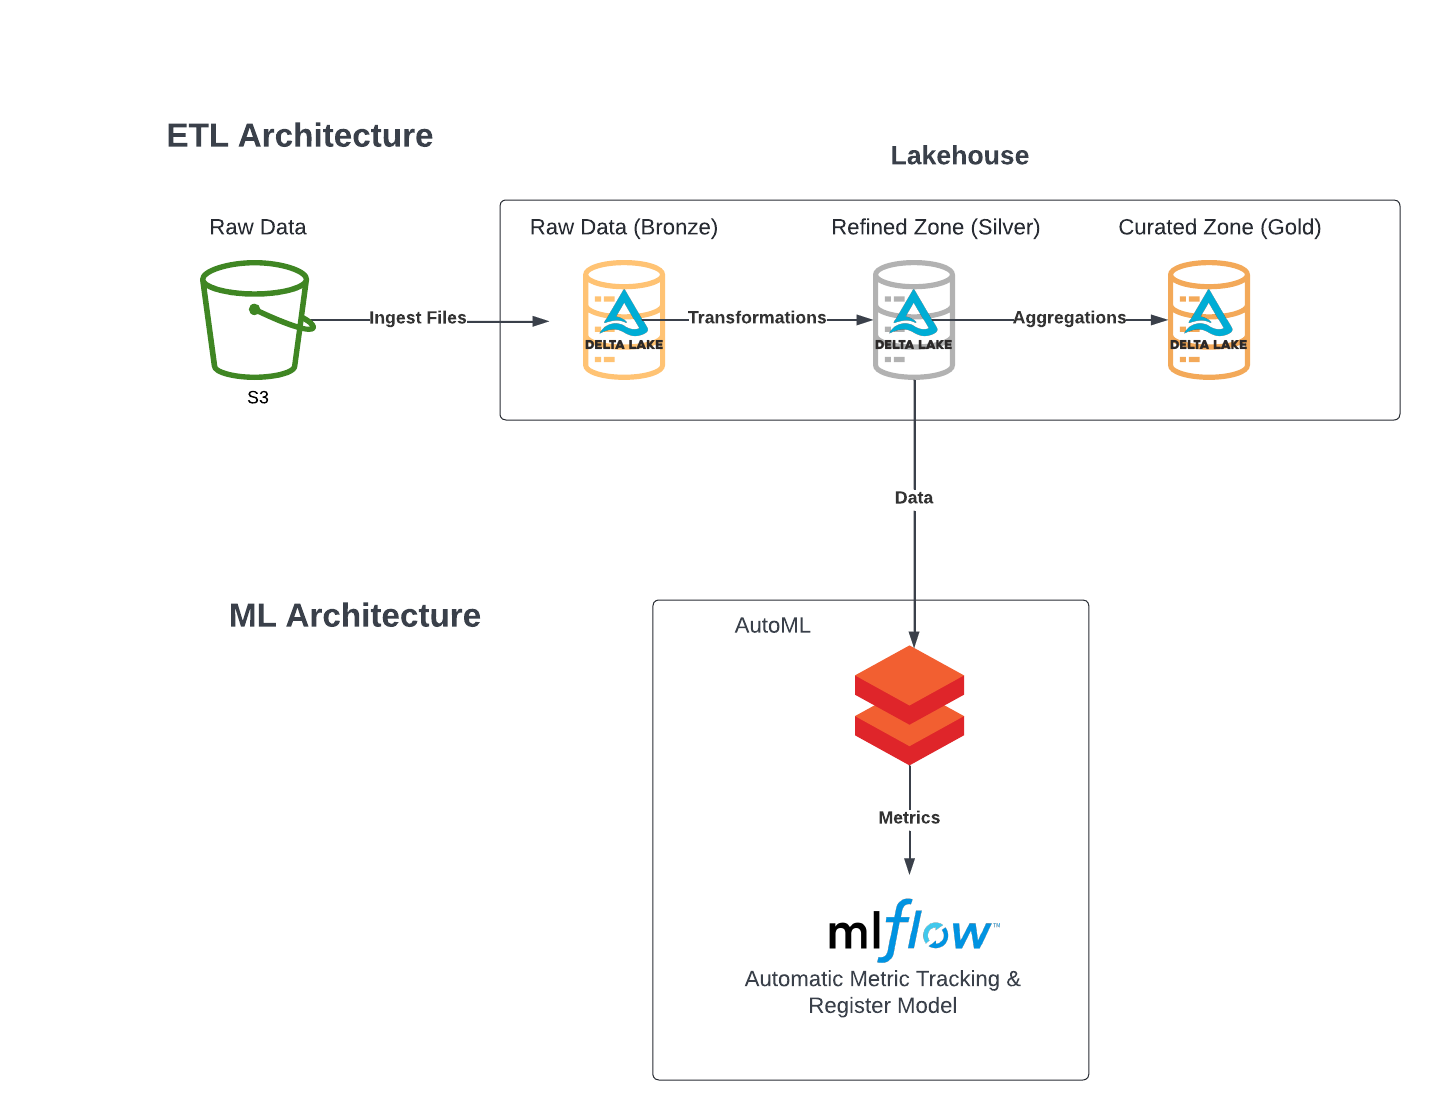 ETL Architecture
Lakehouse
Raw Data
Raw Data (Bronze)
Refined Zone (Silver)
Curated Zone (Gold)
Ingest Files
Transformations
Aggregations
DELTA LAKE
DELTA LAKE
DELTA LAKE
S3
Data
ML Architecture
AutoML
Metrics
mlflow™
Automatic Metric Tracking &
Register Model